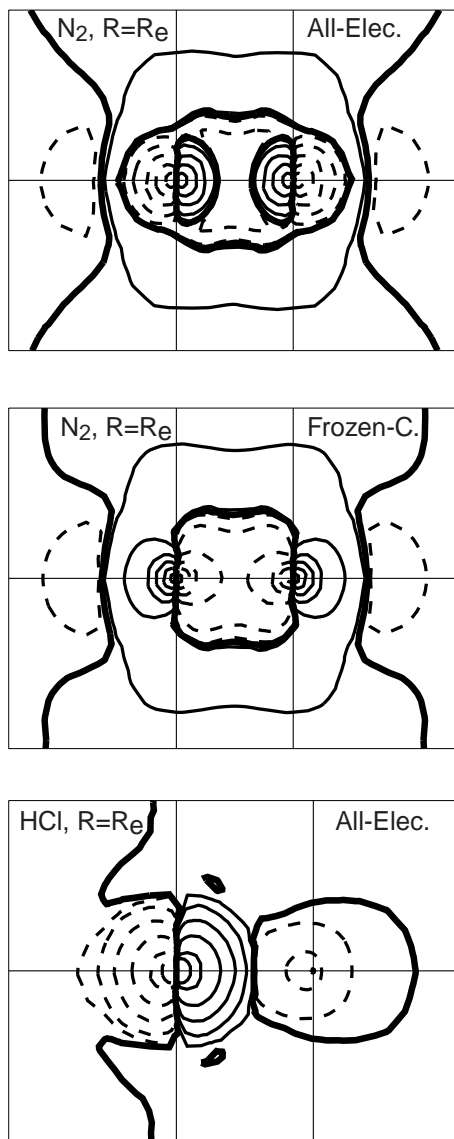 N2, R=Re All-Elec.
N2, R=Re Frozen-C.
HCl, R=Re All-Elec.